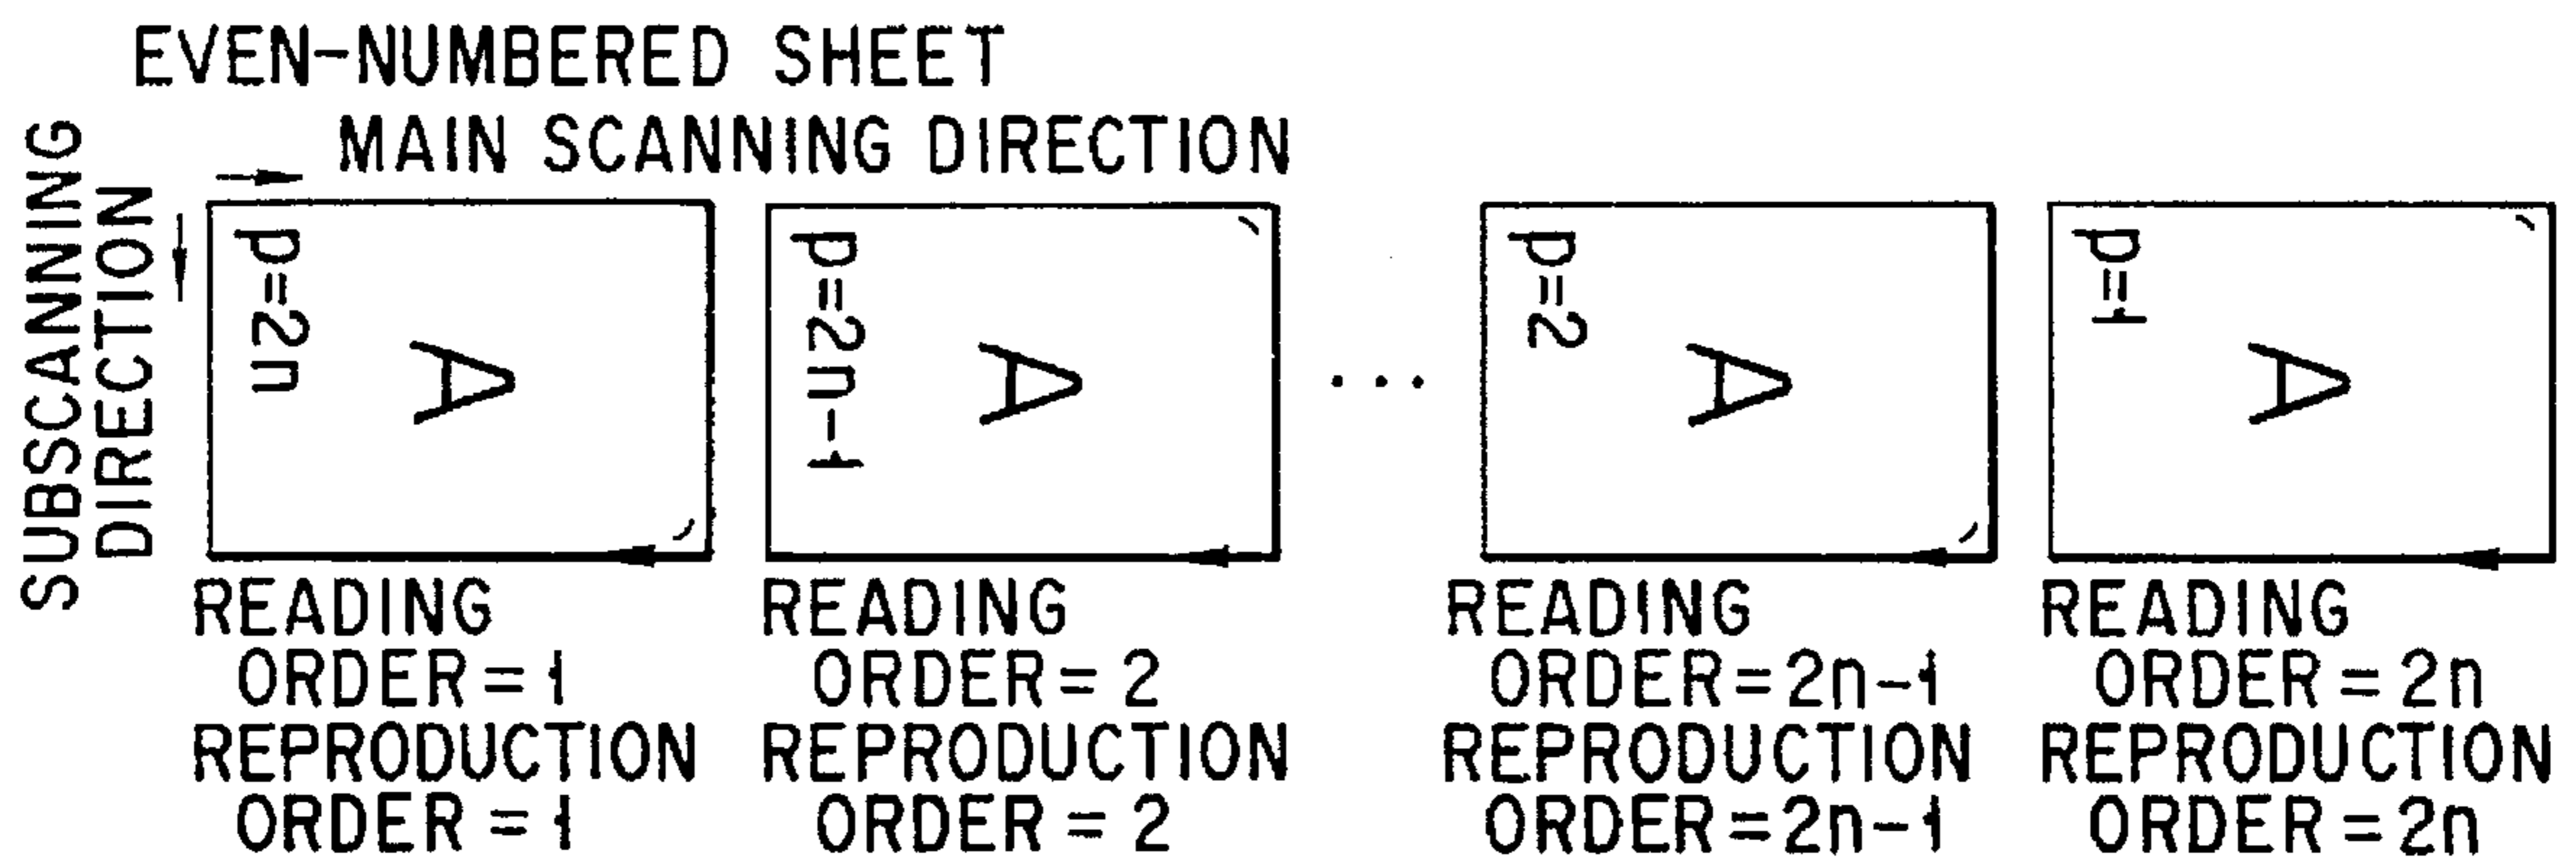 EVEN-NUMBERED SHEET
MAIN SCANNING DIRECTION
SUBSCANNING
DIRECTION
p=2n
A
READING
ORDER=1
REPRODUCTION
ORDER=1
p=2n-1
A
READING
ORDER=2
REPRODUCTION
ORDER=2
...
p=2
A
READING
ORDER=2n-1
REPRODUCTION
ORDER=2n-1
p=1
A
READING
ORDER=2n
REPRODUCTION
ORDER=2n